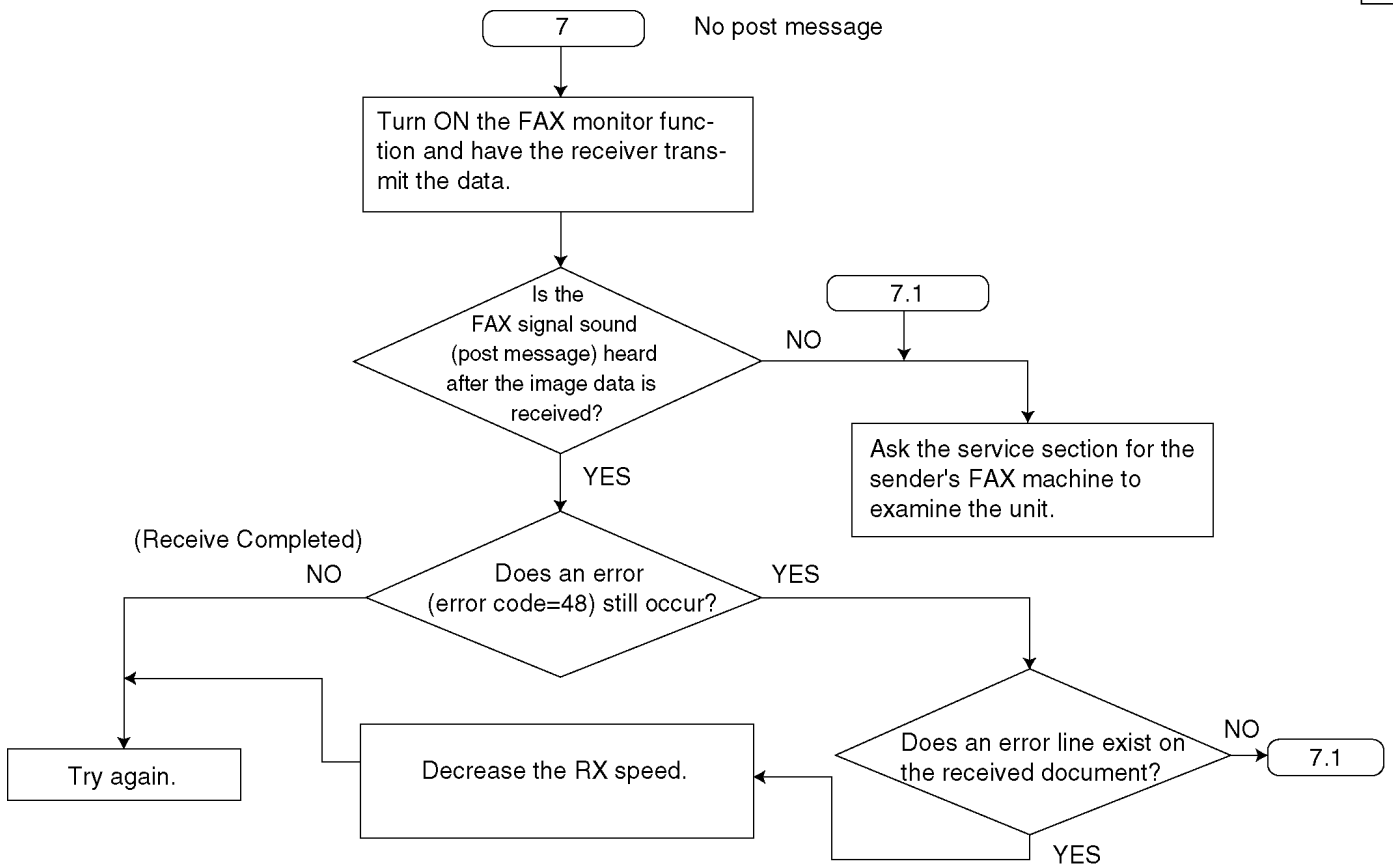 7
No post message
Turn ON the FAX monitor func-
tion and have the receiver trans-
mit the data.
Is the
FAX signal sound
(post message) heard
after the image data is
received?
NO
7.1
Ask the service section for the
sender's FAX machine to
examine the unit.
YES
(Receive Completed)
NO
Does an error
(error code=48) still occur?
YES
Does an error line exist on
the received document?
NO
7.1
YES
Decrease the RX speed.
Try again.